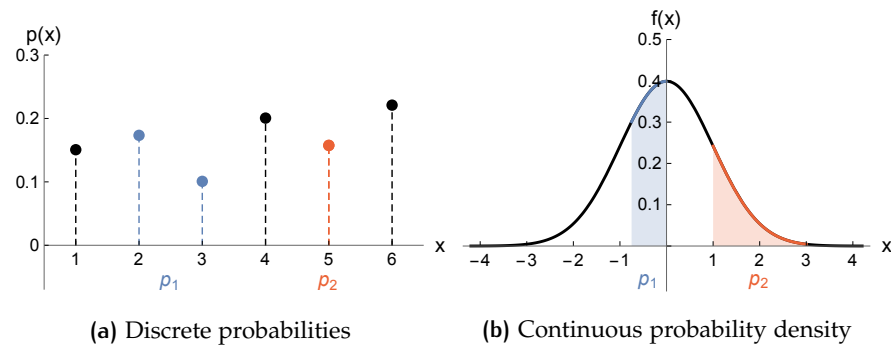 p(x)
0.3
0.2
0.1
0
1 2 3 4 5 6
x
p1 p2
(a) Discrete probabilities
f(x)
0.5
0.4
0.3
0.2
0.1
−4 −3 −2 −1 1 2 3 4
x
p1 p2
(b) Continuous probability density